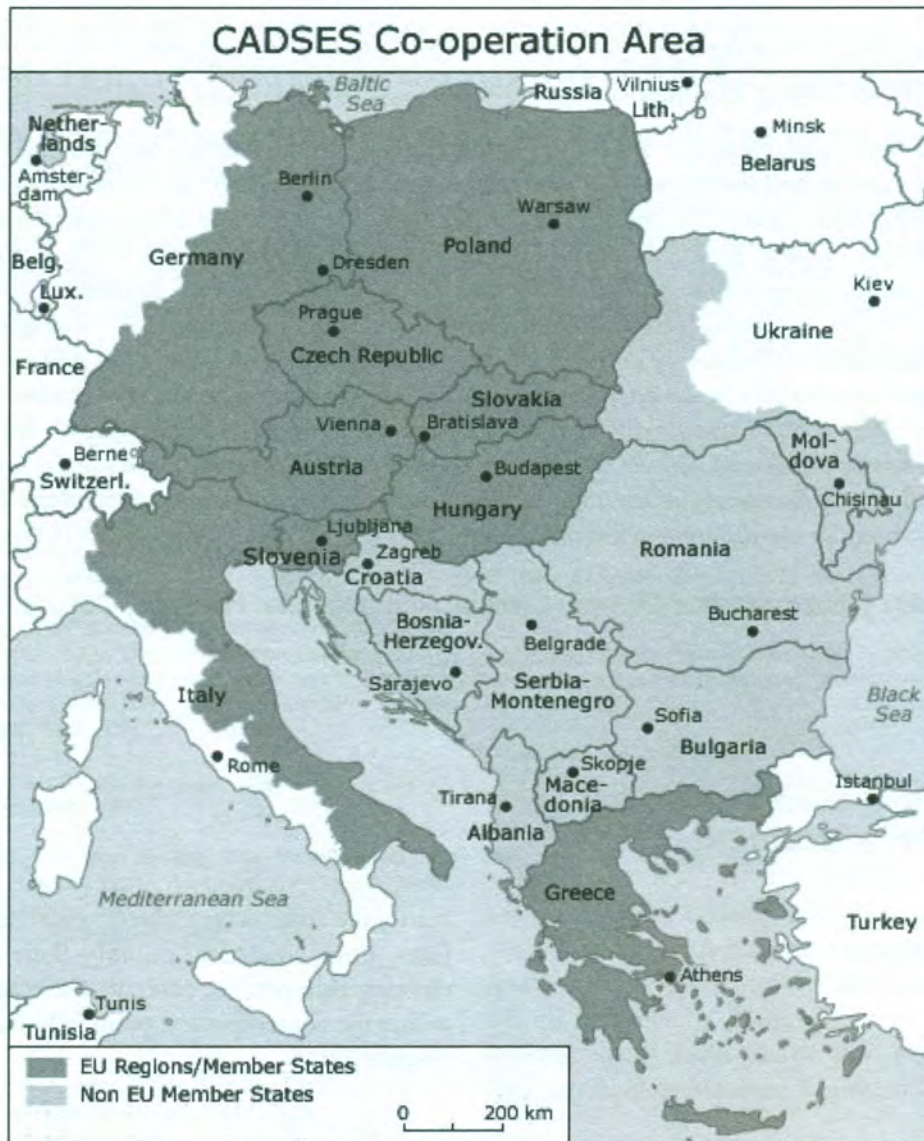 CADSES Co-operation Area
Baltic
Sea
Russia
Vilnius
Lith.
Minsk
Belarus
Nether-
lands
Amster-
dam
Berlin
Warsaw
Poland
Germany
Dresden
Belg.
Lux.
Kiev
Ukraine
Prague
Czech Republic
France
Slovakia
Vienna
Bratislava
Mol-
dova
Berne
Switzerl.
Austria
Budapest
Hungary
Chisinau
Ljubljana
Slovenia
Zagreb
Croatia
Romania
Bosnia-
Herzegov.
Bucharest
Belgrade
Sarajevo
Serbia-
Montenegro
Italy
Black
Sea
Sofia
Bulgaria
Rome
Skopje
Mace-
donia
Istanbul
Tirana
Albania
Mediterranean Sea
Greece
Turkey
Athens
Tunis
Tunisia
EU Regions/Member States
Non EU Member States
0 200 km